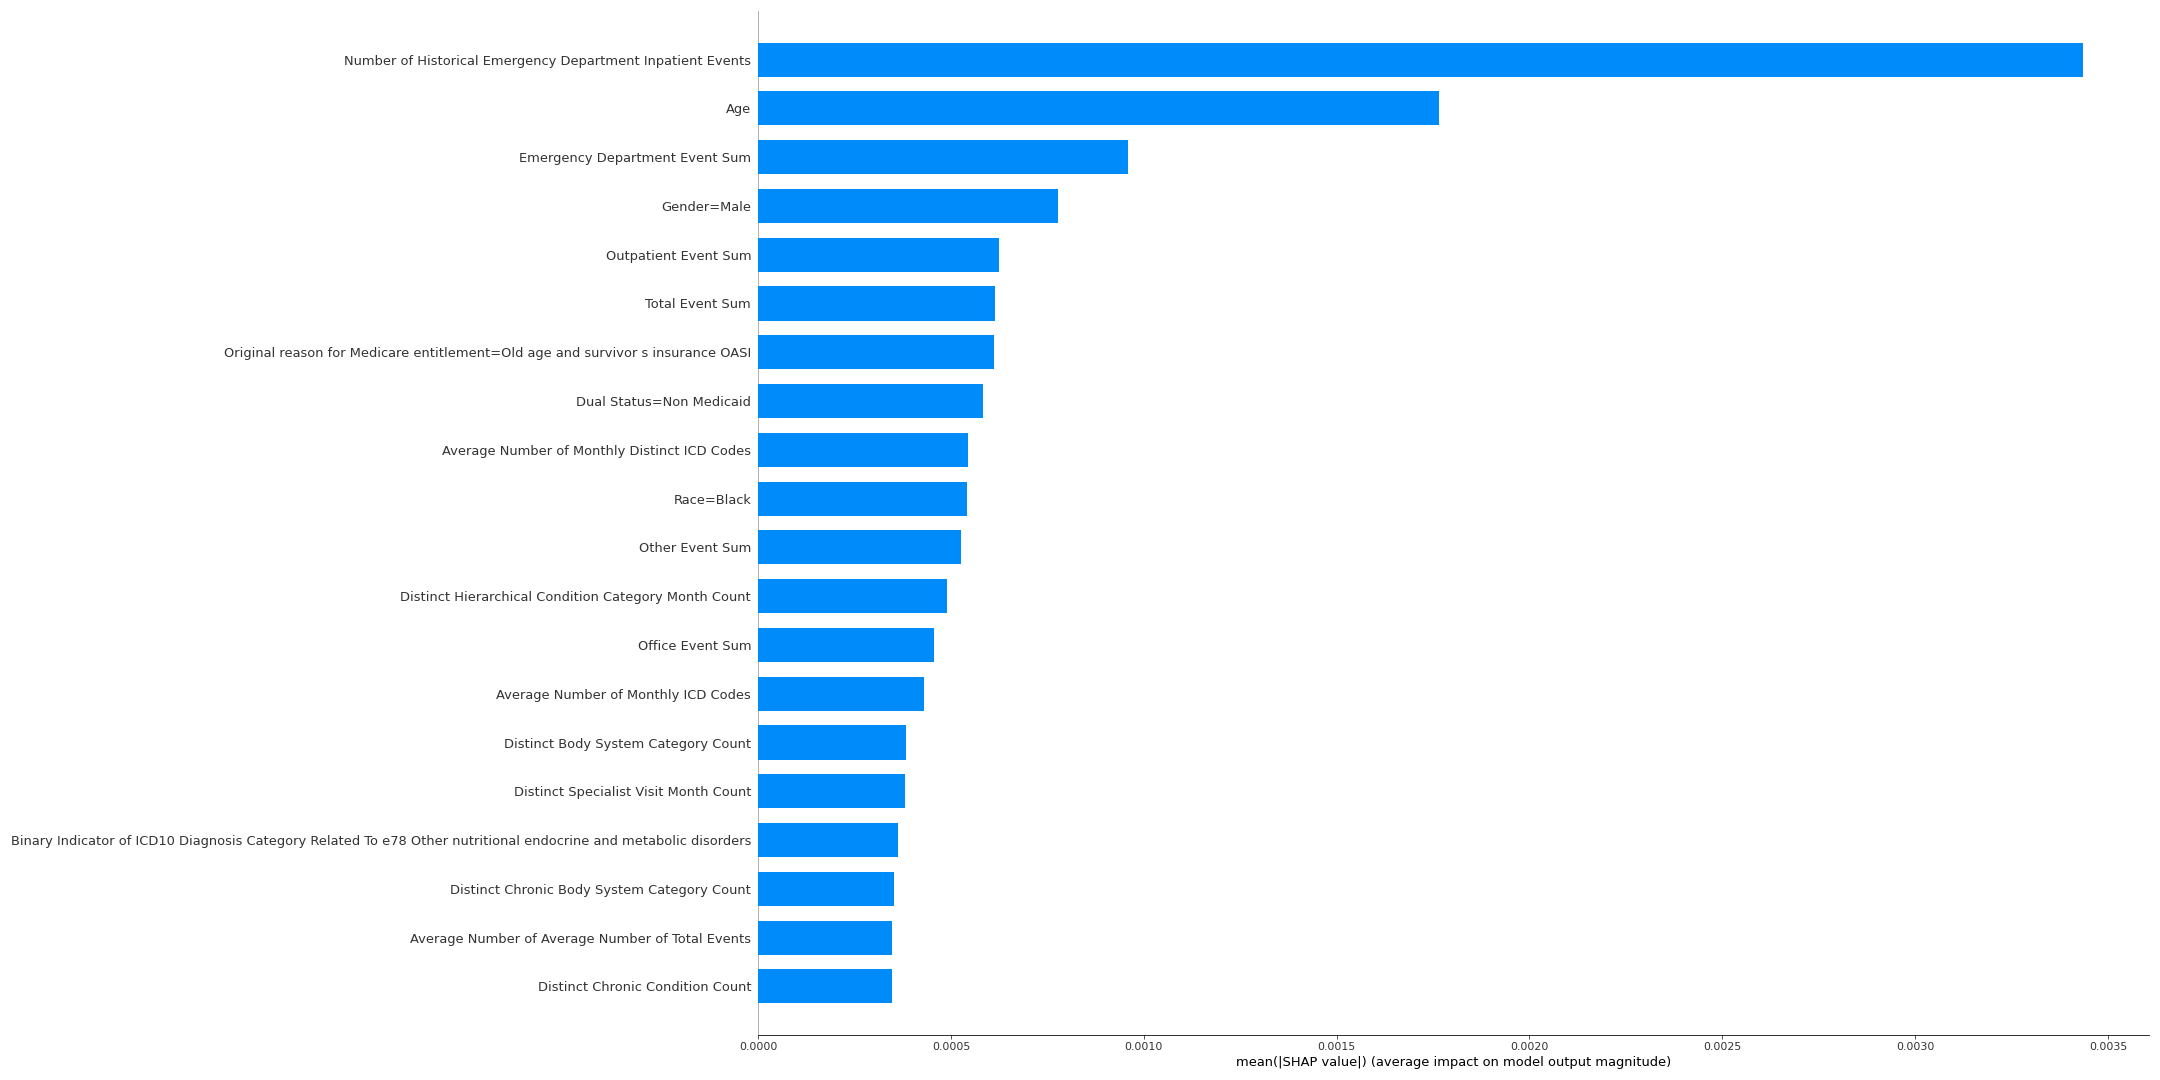 Number of Historical Emergency Department Inpatient Events
Age
Emergency Department Event Sum
Gender=Male
Outpatient Event Sum
Total Event Sum
Original reason for Medicare entitlement=Old age and survivor s insurance OASI
Dual Status=Non Medicaid
Average Number of Monthly Distinct ICD Codes
Race=Black
Other Event Sum
Distinct Hierarchical Condition Category Month Count
Office Event Sum
Average Number of Monthly ICD Codes
Distinct Body System Category Count
Distinct Specialist Visit Month Count
Binary Indicator of ICD10 Diagnosis Category Related To e78 Other nutritional endocrine and metabolic disorders
Distinct Chronic Body System Category Count
Average Number of Average Number of Total Events
Distinct Chronic Condition Count
0.0000 0.0005 0.0010 0.0015 0.0020 0.0025 0.0030 0.0035
mean(|SHAP value|) (average impact on model output magnitude)